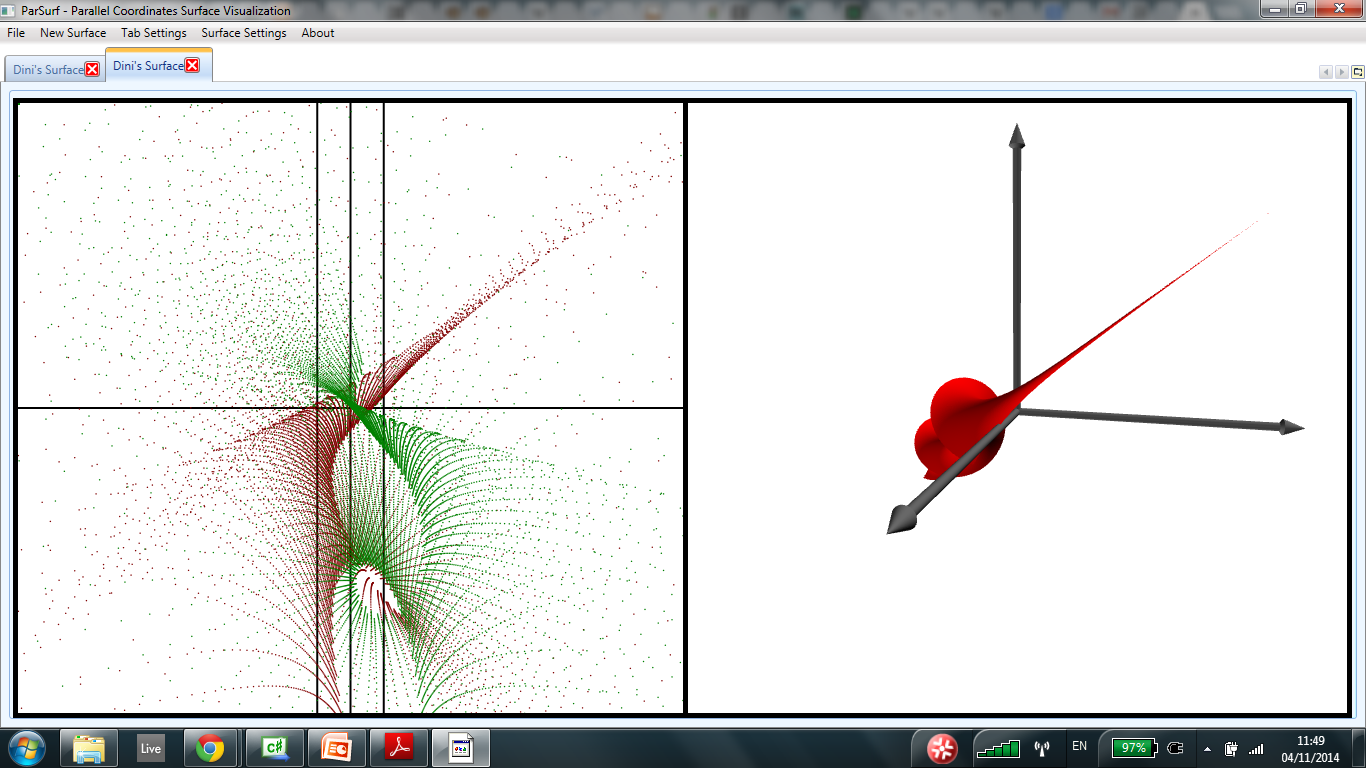 ParSurf - Parallel Coordinates Surface Visualization
File New Surface Tab Settings Surface Settings About
Dini's Surface Dini's Surface
Live C# EN 97% 11:49
04/11/2014